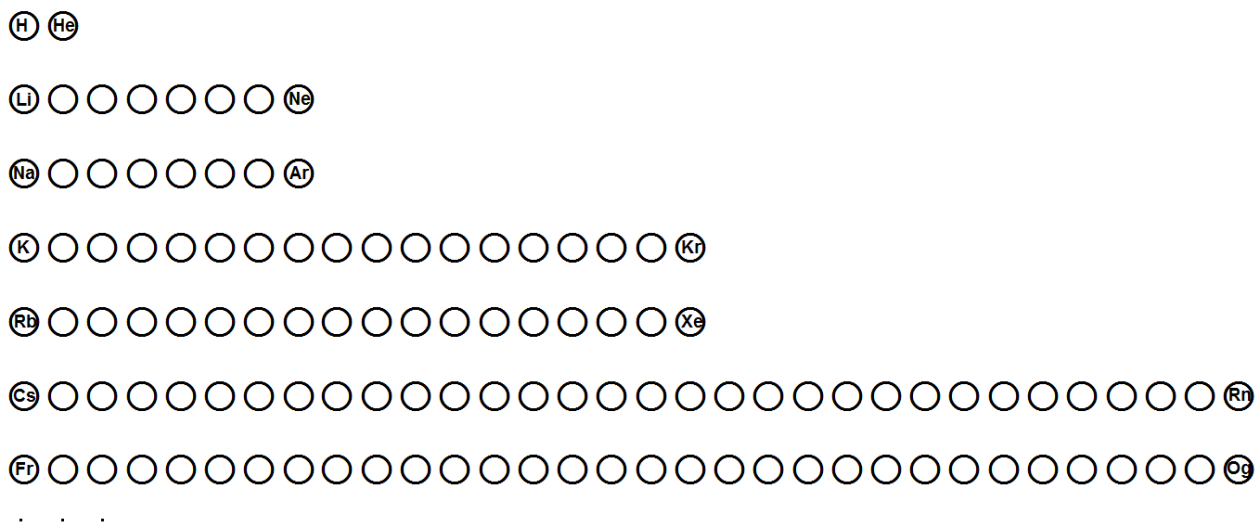 H He
Li Ne
Na Ar
K Kr
Rb Xe
Cs Rn
Fr Og
. . .